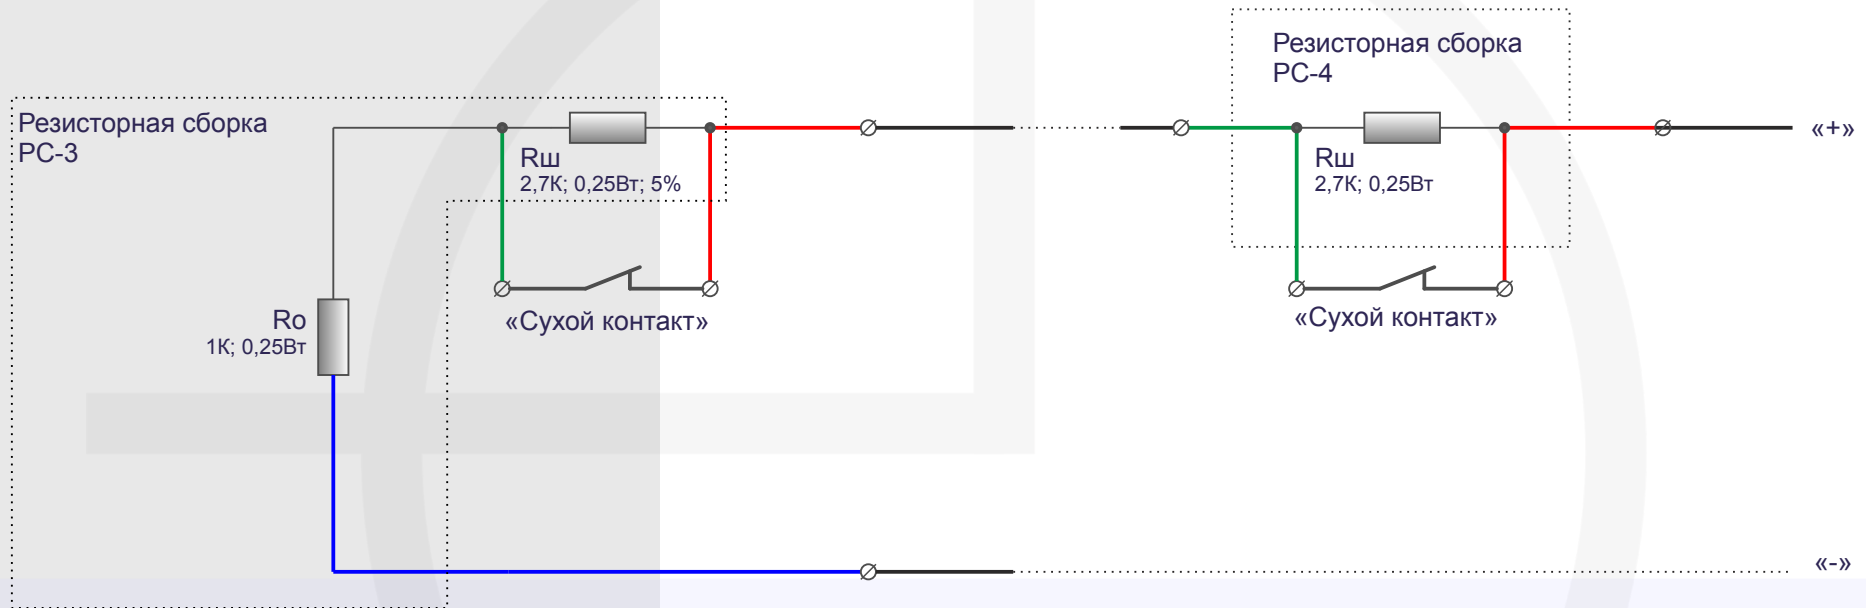 Резисторная сборка
РС-4
Резисторная сборка
РС-3
«+»
Rш
2,7К; 0,25Вт; 5%
Rш
2,7К; 0,25Вт
Rо
1К; 0,25Вт
«Сухой контакт»
«Сухой контакт»
«-»